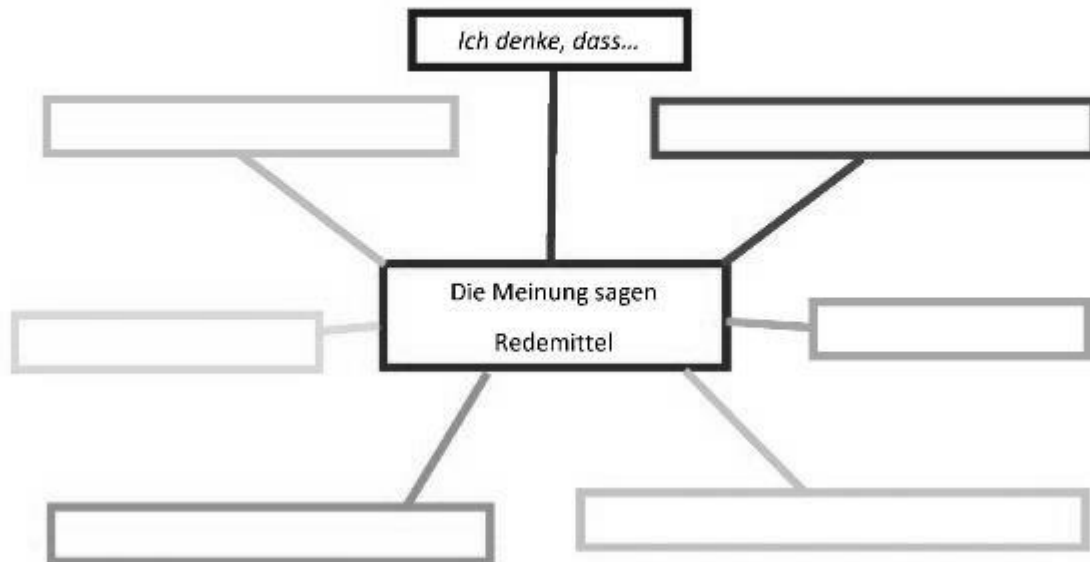 Ich denke, dass...
Die Meinung sagen
Redemittel